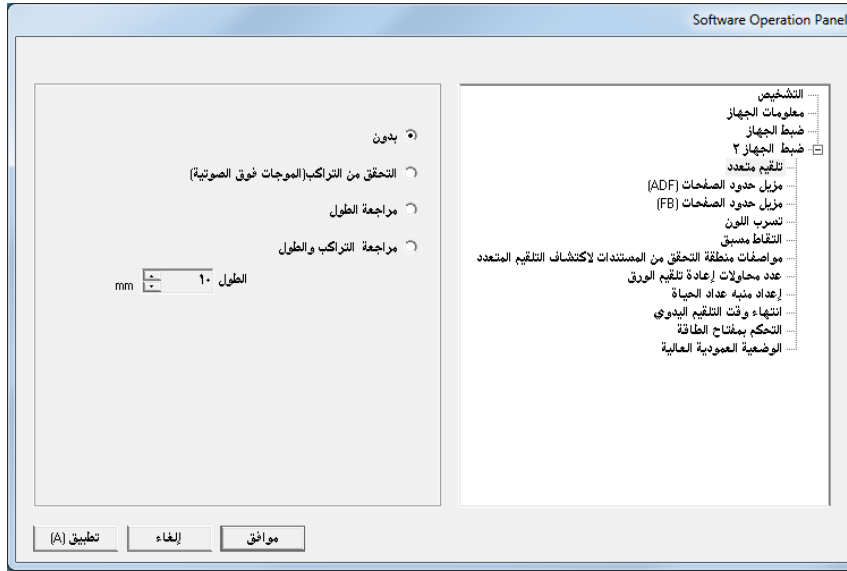 Software Operation Panel
التشخيص
معلومات الجهاز
ضبط الجهاز
ضبط الجهاز ٢
تلقيم متعدد
مزيل حدود الصفحات (ADF)
مزيل حدود الصفحات (FB)
تسرب اللون
التقاط مسبق
مواصفات منطقة التحقق من المستندات لاكتشاف التلقيم المتعدد
عدد محاولات إعادة تلقيم الورق
إعداد منبه عداد الحياة
انتهاء وقت التلقيم اليدوي
التحكم بمفتاح الطاقة
الوضعية العمودية العالية
بدون
التحقق من التراكب(الموجات فوق الصوتية)
مراجعة الطول
مراجعة التراكب والطول
الطول ١٠ mm
موافق
إلغاء
تطبيق (A)